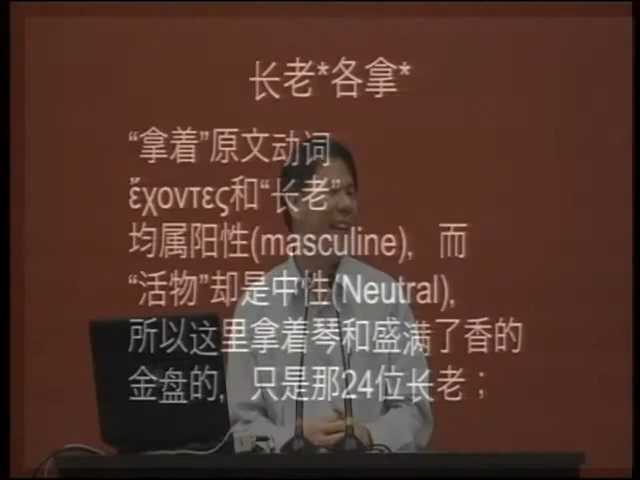 长老*各拿*
“拿着”原文动词
ἔχοντες和“长老”
均属阳性(masculine)，而
“活物”却是中性(Neutral)，
所以这里拿着琴和盛满了香的
金盘的，只是那24位长老；